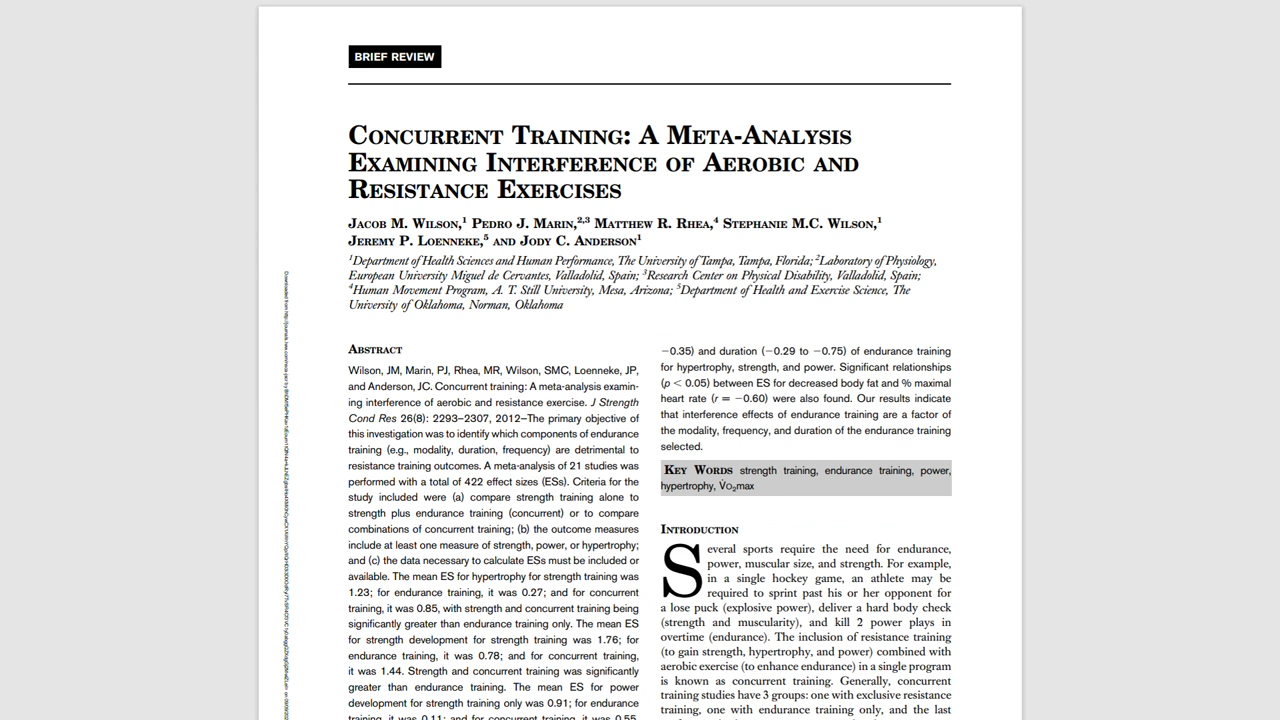 BRIEF REVIEW
CONCURRENT TRAINING: A META-ANALYSIS
EXAMINING INTERFERENCE OF AEROBIC AND
RESISTANCE EXERCISES
JACOB M. WILSON,1 PEDRO J. MARIN,2,3 MATTHEW R. RHEA,4 STEPHANIE M.C. WILSON,1
JEREMY P. LOENNEKE,5 AND JODY C. ANDERSON1
1Department of Health Sciences and Human Performance, The University of Tampa, Tampa, Florida; 2Laboratory of Physiology,
European University Miguel de Cervantes, Valladolid, Spain; 3Research Center on Physical Disability, Valladolid, Spain;
4Human Movement Program, A. T. Still University, Mesa, Arizona; 5Department of Health and Exercise Science, The
University of Oklahoma, Norman, Oklahoma
ABSTRACT
Wilson, JM, Marin, PJ, Rhea, MR, Wilson, SMC, Loenneke, JP,
and Anderson, JC. Concurrent training: A meta-analysis examin-
ing interference of aerobic and resistance exercise. J Strength
Cond Res 26(8): 2293–2307, 2012—The primary objective of
this investigation was to identify which components of endurance
training (e.g., modality, duration, frequency) are detrimental to
resistance training outcomes. A meta-analysis of 21 studies was
performed with a total of 422 effect sizes (ESs). Criteria for the
study included were (a) compare strength training alone to
strength plus endurance training (concurrent) or to compare
combinations of concurrent training; (b) the outcome measures
include at least one measure of strength, power, or hypertrophy;
and (c) the data necessary to calculate ESs must be included or
available. The mean ES for hypertrophy for strength training was
1.23; for endurance training, it was 0.27; and for concurrent
training, it was 0.85, with strength and concurrent training being
significantly greater than endurance training only. The mean ES
for strength development for strength training was 1.76; for
endurance training, it was 0.78; and for concurrent training,
it was 1.44. Strength and concurrent training was significantly
greater than endurance training. The mean ES for power
development for strength training only was 0.91; for endurance
training, it was 0.11; and for concurrent training, it was 0.55.
−0.35) and duration (−0.29 to −0.75) of endurance training
for hypertrophy, strength, and power. Significant relationships
(p < 0.05) between ES for decreased body fat and % maximal
heart rate (r = −0.60) were also found. Our results indicate
that interference effects of endurance training are a factor of
the modality, frequency, and duration of the endurance training
selected.
KEY WORDS strength training, endurance training, power,
hypertrophy, V̇O2max
INTRODUCTION
Several sports require the need for endurance,
power, muscular size, and strength. For example,
in a single hockey game, an athlete may be
required to sprint past his or her opponent for
a lose puck (explosive power), deliver a hard body check
(strength and muscularity), and kill 2 power plays in
overtime (endurance). The inclusion of resistance training
(to gain strength, hypertrophy, and power) combined with
aerobic exercise (to enhance endurance) in a single program
is known as concurrent training. Generally, concurrent
training studies have 3 groups: one with exclusive resistance
training, one with endurance training only, and the last